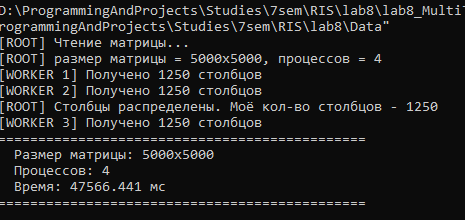 D:\ProgrammingAndProjects\Studies\7sem\RIS\lab8\lab8_MultiT
rogrammingAndProjects\Studies\7sem\RIS\lab8\Data"
[ROOT] Чтение матрицы...
[ROOT] размер матрицы = 5000x5000, процессов = 4
[WORKER 1] Получено 1250 столбцов
[WORKER 2] Получено 1250 столбцов
[ROOT] Столбцы распределены. Моё кол-во столбцов - 1250
[WORKER 3] Получено 1250 столбцов
==============================================
Размер матрицы: 5000x5000
Процессов: 4
Время: 47566.441 мс
==============================================